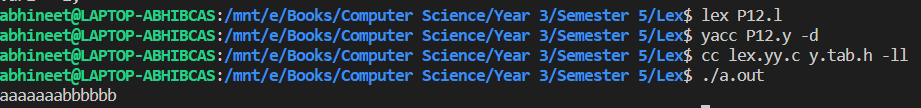 abhineet@LAPTOP-ABHIBCAS:/mnt/e/Books/Computer Science/Year 3/Semester 5/Lex$ lex P12.l
abhineet@LAPTOP-ABHIBCAS:/mnt/e/Books/Computer Science/Year 3/Semester 5/Lex$ yacc P12.y -d
abhineet@LAPTOP-ABHIBCAS:/mnt/e/Books/Computer Science/Year 3/Semester 5/Lex$ cc lex.yy.c y.tab.h -ll
abhineet@LAPTOP-ABHIBCAS:/mnt/e/Books/Computer Science/Year 3/Semester 5/Lex$ ./a.out
aaaaaaabbbbbb